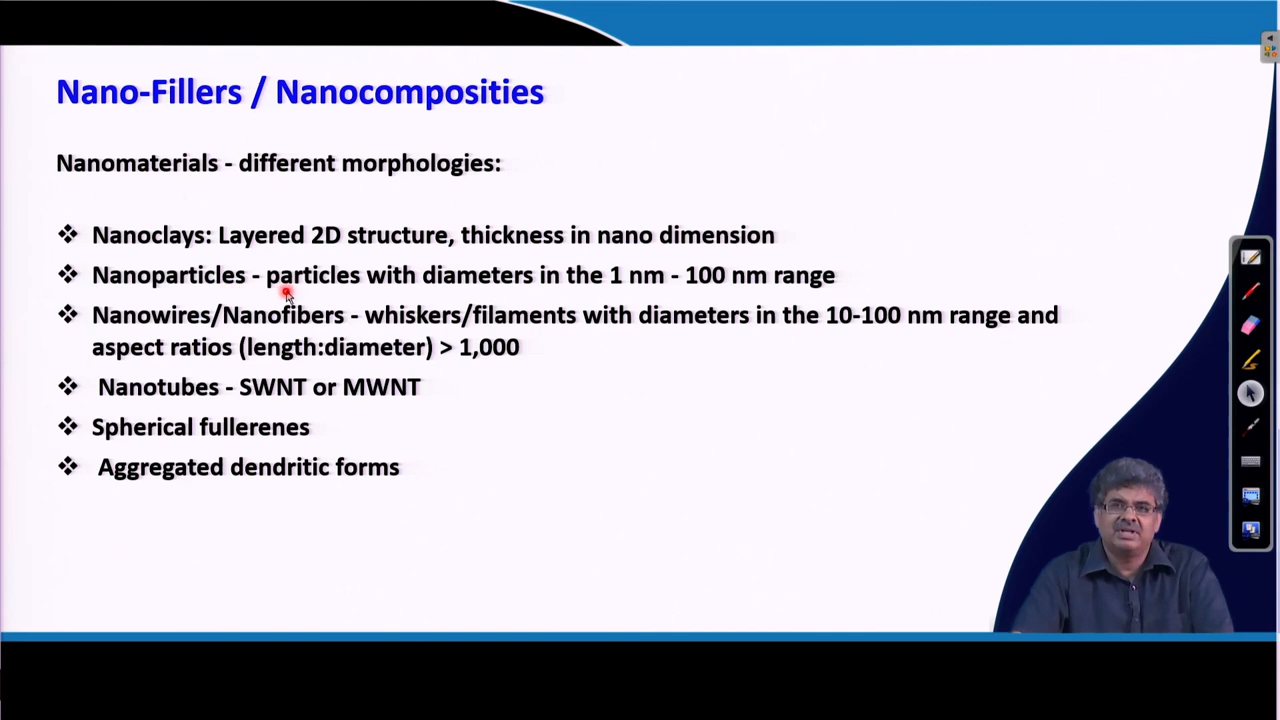 Nano-Fillers / Nanocomposities
Nanomaterials - different morphologies:
❖ Nanoclays: Layered 2D structure, thickness in nano dimension
❖ Nanoparticles - particles with diameters in the 1 nm - 100 nm range
❖ Nanowires/Nanofibers - whiskers/filaments with diameters in the 10-100 nm range and
aspect ratios (length:diameter) > 1,000
❖ Nanotubes - SWNT or MWNT
❖ Spherical fullerenes
❖ Aggregated dendritic forms